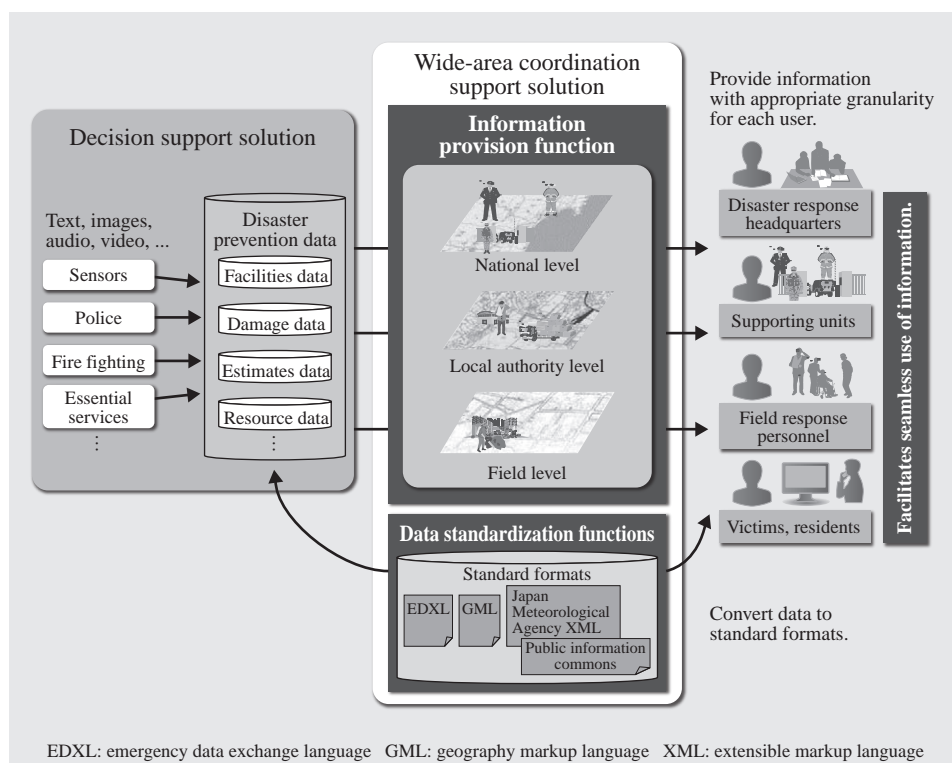 Wide-area coordination
support solution
Provide information
with appropriate granularity
for each user.
Decision support solution
Information
provision function
Text, images,
audio, video, ...
Sensors
Police
Fire fighting
Essential
services
⋮
Disaster
prevention data
Facilities data
Damage data
Estimates data
Resource data
⋮
National level
Local authority level
Field level
Disaster response
headquarters
Supporting units
Field response
personnel
Victims, residents
Facilitates seamless use of information.
Data standardization functions
Standard formats
EDXL
GML
Japan
Meteorological
Agency XML
Public information
commons
Convert data to
standard formats.
EDXL: emergency data exchange language GML: geography markup language XML: extensible markup language